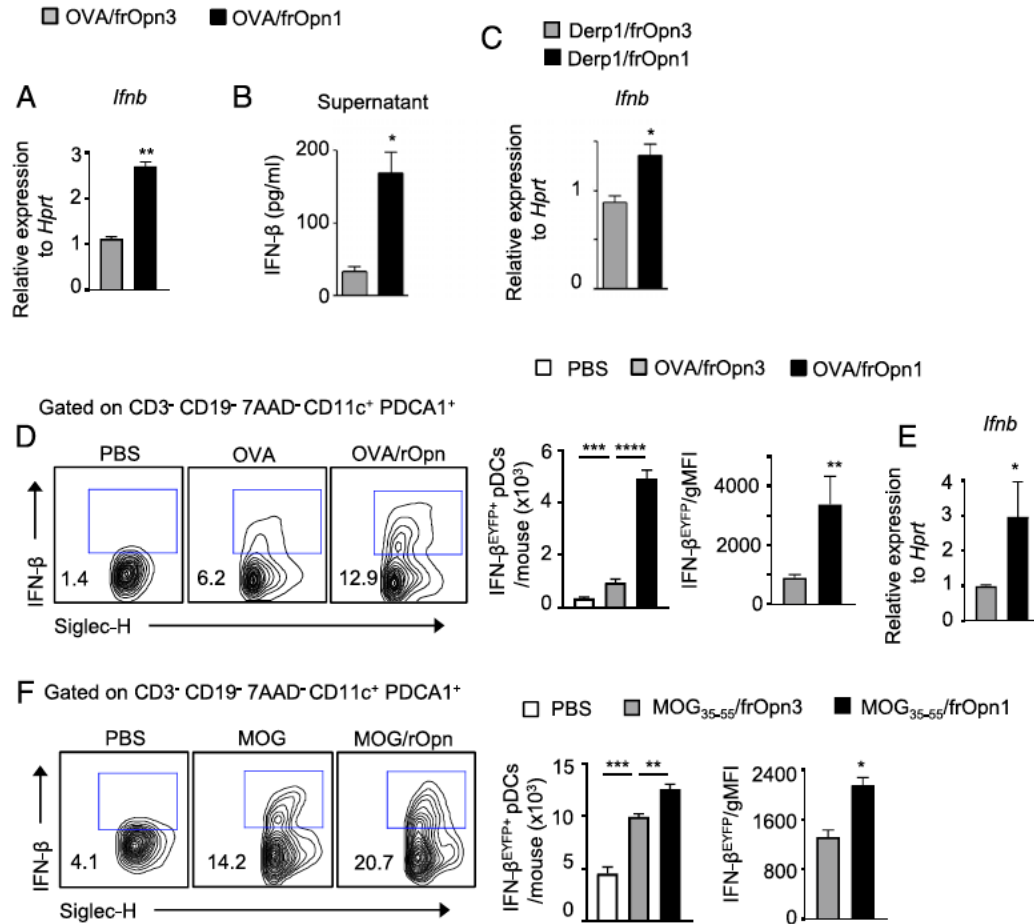 OVA/frOpn3 OVA/frOpn1
C
Derp1/frOpn3
Derp1/frOpn1
A
Ifnb
Relative expression
to Hprt
3
2
1
0
**
B
Supernatant
IFN-β (pg/ml)
200
100
0
*
Ifnb
Relative expression
to Hprt
1
0
*
PBS OVA/frOpn3 OVA/frOpn1
Gated on CD3- CD19- 7AAD- CD11c+ PDCA1+
D
PBS OVA OVA/rOpn
IFN-β
1.4 6.2 12.9
Siglec-H
IFN-βEYFP+ pDCs
/mouse (x10³)
6
4
2
0
*** ****
IFN-βEYFP/gMFI
4000
2000
0
**
E
Ifnb
Relative expression
to Hprt
4
3
2
1
0
*
F Gated on CD3- CD19- 7AAD- CD11c+ PDCA1+
PBS MOG35-55/frOpn3 MOG35-55/frOpn1
PBS MOG MOG/rOpn
IFN-β
4.1 14.2 20.7
Siglec-H
IFN-βEYFP+ pDCs
/mouse (x10³)
15
10
5
0
*** **
IFN-βEYFP/gMFI
2400
1600
800
0
*